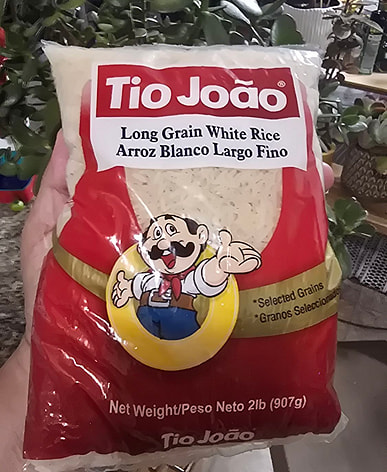 Tio João®
Long Grain White Rice
Arroz Blanco Largo Fino
*Selected Grains
*Granos Seleccionados
Net Weight/Peso Neto 2lb (907g)
Tio João